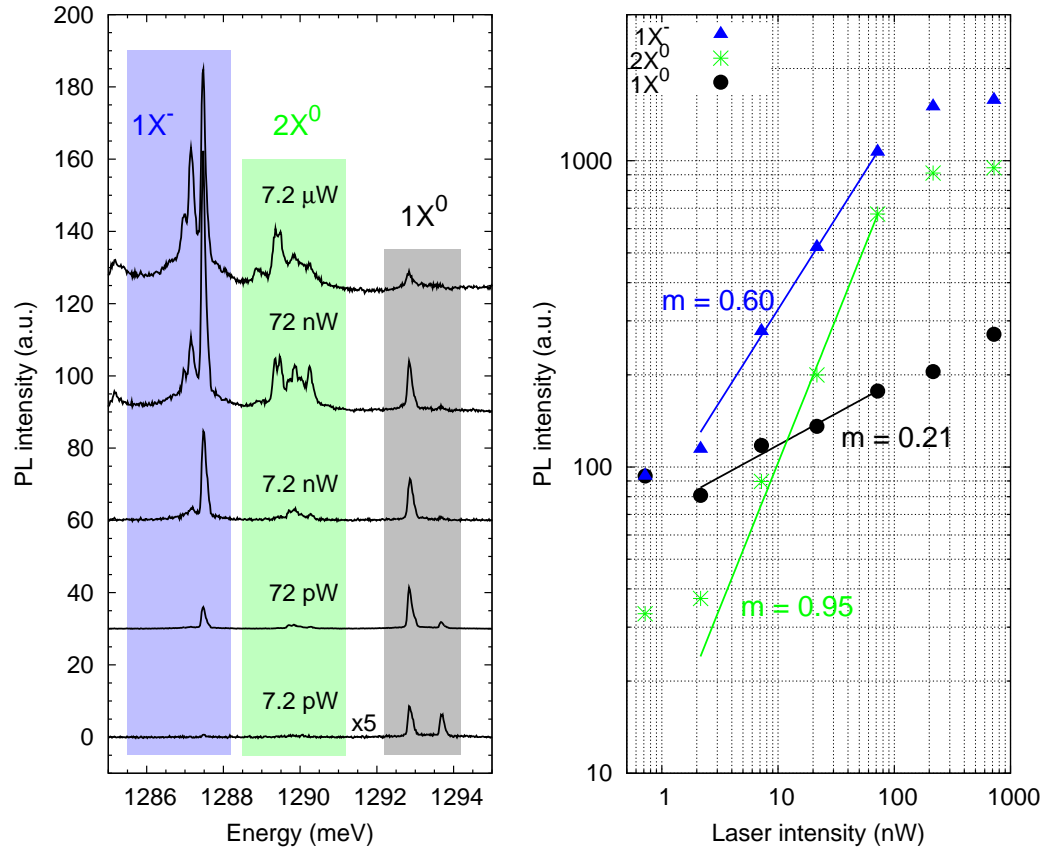 200
180
160
140
120
100
80
60
40
20
0
PL intensity (a.u.)
1X⁻
2X⁰
1X⁰
7.2 μW
72 nW
7.2 nW
72 pW
7.2 pW
x5
1286 1288 1290 1292 1294
Energy (meV)
1X⁻
2X⁰
1X⁰
1000
100
10
PL intensity (a.u.)
m = 0.60
m = 0.21
m = 0.95
1 10 100 1000
Laser intensity (nW)